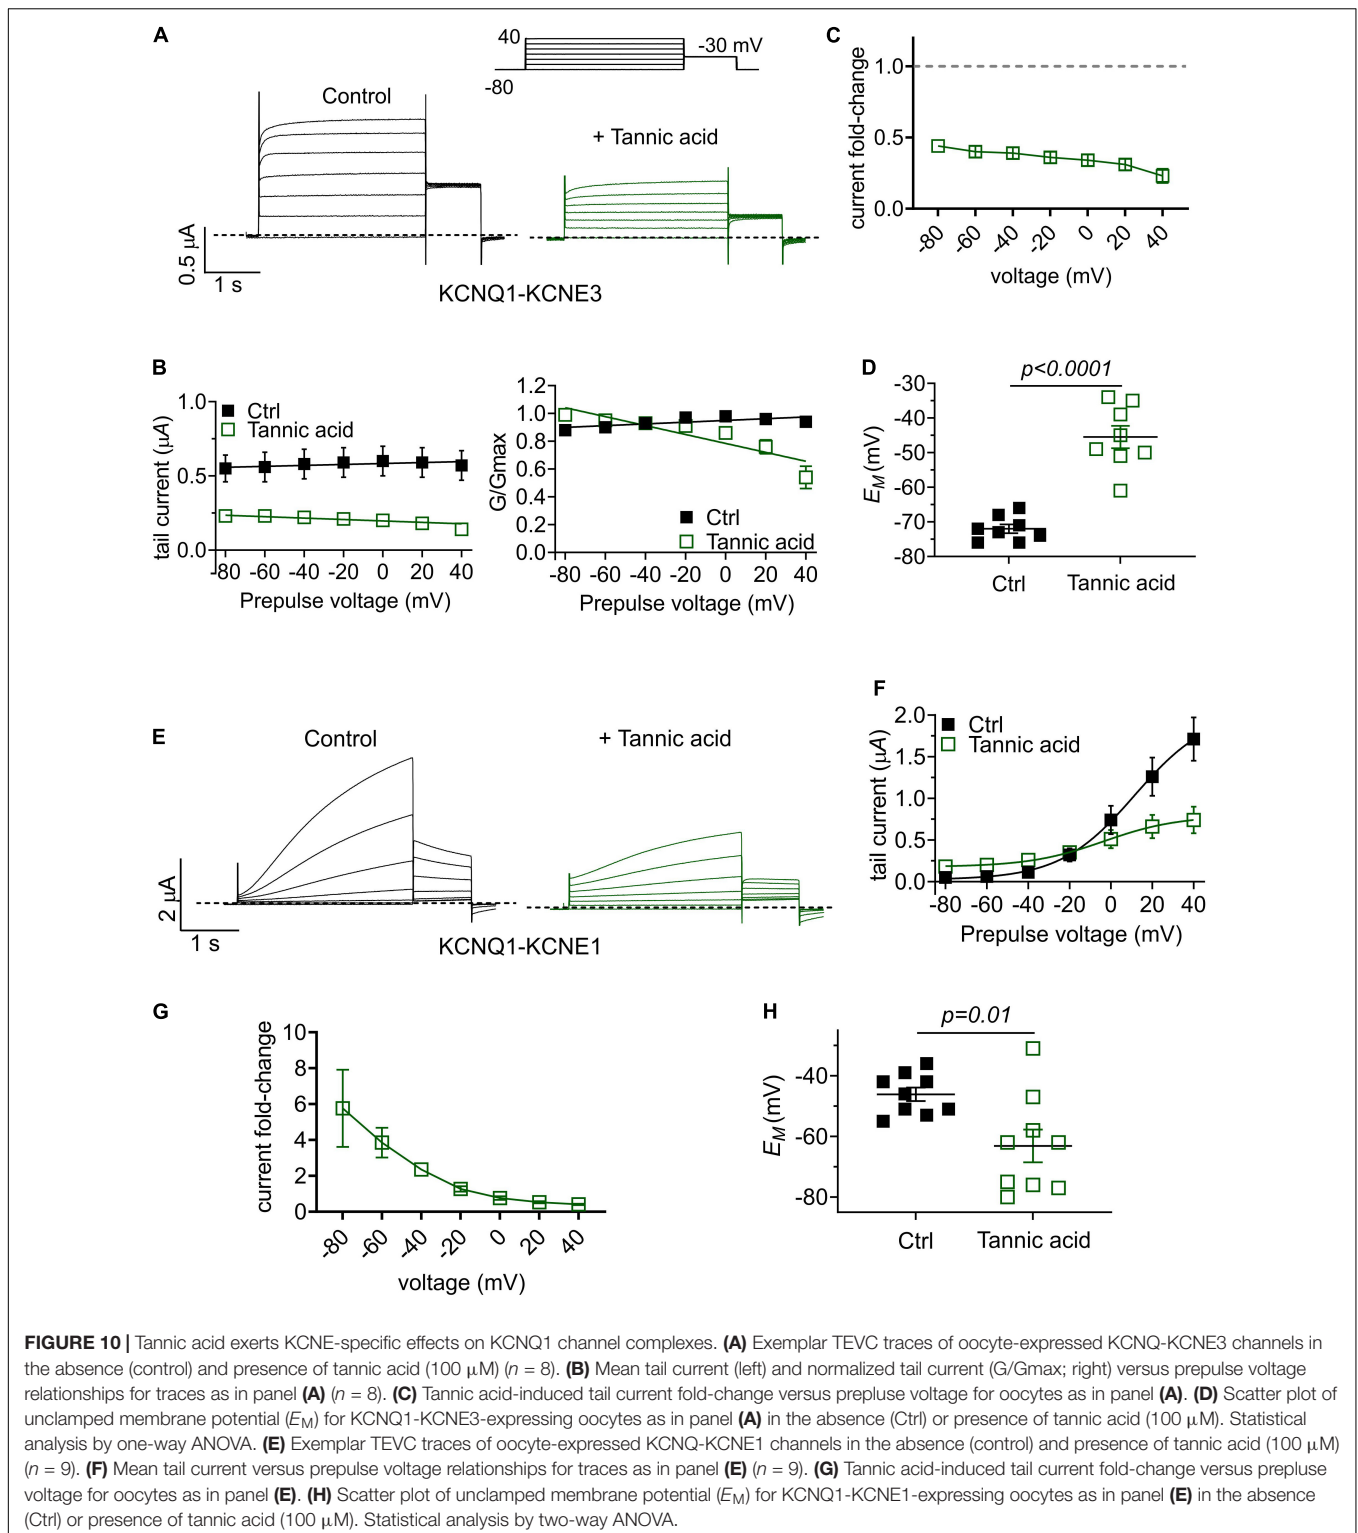 A
40
-30 mV
-80
Control
+ Tannic acid
0.5 µA
1 s
KCNQ1-KCNE3
C
current fold-change
1.0
0.5
0.0
-80 -60 -40 -20 0 20 40
voltage (mV)
B
tail current (µA)
1.0
0.5
0.0
Ctrl
Tannic acid
-80 -60 -40 -20 0 20 40
Prepulse voltage (mV)
G/Gmax
1.2
1.0
0.8
0.6
0.4
0.2
0.0
Ctrl
Tannic acid
-80 -60 -40 -20 0 20 40
Prepulse voltage (mV)
D
p<0.0001
EM (mV)
-30
-40
-50
-60
-70
-80
Ctrl Tannic acid
E
Control
+ Tannic acid
2 µA
1 s
KCNQ1-KCNE1
F
tail current (µA)
2.0
1.5
1.0
0.5
0.0
Ctrl
Tannic acid
-80 -60 -40 -20 0 20 40
Prepulse voltage (mV)
G
current fold-change
10
8
6
4
2
0
-80 -60 -40 -20 0 20 40
voltage (mV)
H
p=0.01
EM (mV)
-40
-60
-80
Ctrl Tannic acid
FIGURE 10 | Tannic acid exerts KCNE-specific effects on KCNQ1 channel complexes. (A) Exemplar TEVC traces of oocyte-expressed KCNQ-KCNE3 channels in
the absence (control) and presence of tannic acid (100 µM) (n = 8). (B) Mean tail current (left) and normalized tail current (G/Gmax; right) versus prepulse voltage
relationships for traces as in panel (A) (n = 8). (C) Tannic acid-induced tail current fold-change versus prepluse voltage for oocytes as in panel (A). (D) Scatter plot of
unclamped membrane potential (EM) for KCNQ1-KCNE3-expressing oocytes as in panel (A) in the absence (Ctrl) or presence of tannic acid (100 µM). Statistical
analysis by one-way ANOVA. (E) Exemplar TEVC traces of oocyte-expressed KCNQ-KCNE1 channels in the absence (control) and presence of tannic acid (100 µM)
(n = 9). (F) Mean tail current versus prepulse voltage relationships for traces as in panel (E) (n = 9). (G) Tannic acid-induced tail current fold-change versus prepluse
voltage for oocytes as in panel (E). (H) Scatter plot of unclamped membrane potential (EM) for KCNQ1-KCNE1-expressing oocytes as in panel (E) in the absence
(Ctrl) or presence of tannic acid (100 µM). Statistical analysis by two-way ANOVA.